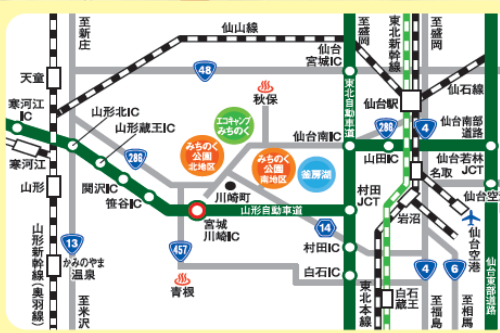 至新庄
仙山線
至盛岡
東北新幹線
至盛岡
仙台
宮城IC
48
天童
仙台駅
仙石線
秋保
東北自動車道
寒河江
IC
山形北IC
エコキャンプ
みちのく
山形蔵王IC
仙台南IC
286
4
仙台南部
道路
みちのく
公園
北地区
286
みちのく
公園
南地区
釜房湖
山田IC
仙台若林
JCT
寒河江
名取
山形
関沢IC
川崎町
村田
JCT
仙台空
笹谷IC
山形自動車道
岩沼
宮城
川崎IC
14
仙台空港
13
457
村田IC
山形新幹線(奥羽線)
かみのやま
温泉
4
6
仙台東部道路
青根
白石IC
東北本線
白石
蔵王
至米沢
至福島
至相馬